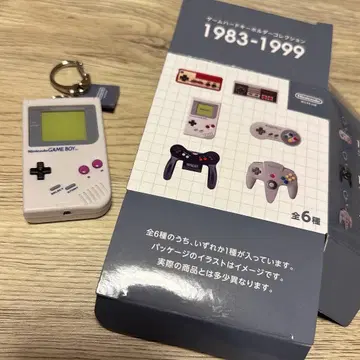 ゲームハードキーホルダーコレクション
1983-1999
Nintendo
Nintendo GAME BOY
全6種
全6種のうち、いずれか1種が入っています。
パッケージのイラストはイメージです。
実際の商品とは多少異なります。